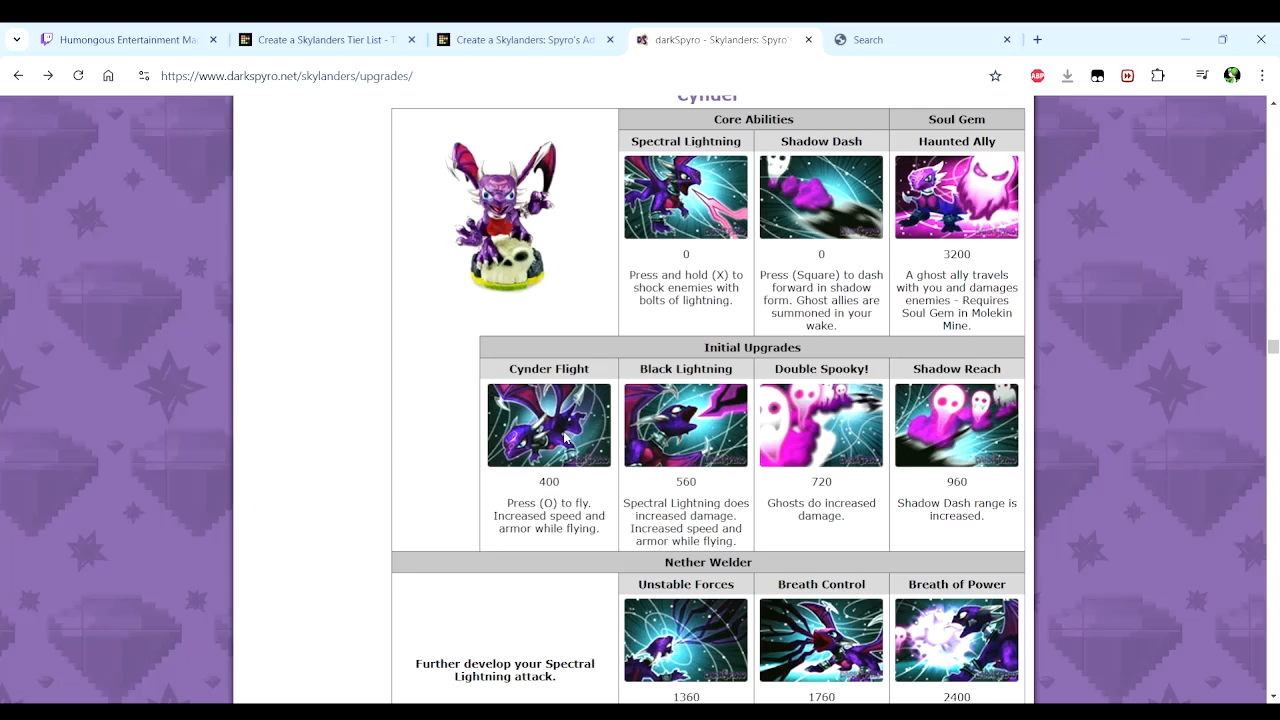 Humongous Entertainment Ma
Create a Skylanders Tier List - T
Create a Skylanders: Spyro's Ad
darkSpyro - Skylanders: Spyro'
Search
https://www.darkspyro.net/skylanders/upgrades/
ABP
Cynder
Core Abilities
Soul Gem
Spectral Lightning
Shadow Dash
Haunted Ally
0
0
3200
Press and hold (X) to
shock enemies with
bolts of lightning.
Press (Square) to dash
forward in shadow
form. Ghost allies are
summoned in your
wake.
A ghost ally travels
with you and damages
enemies - Requires
Soul Gem in Molekin
Mine.
Initial Upgrades
Cynder Flight
Black Lightning
Double Spooky!
Shadow Reach
400
560
720
960
Press (O) to fly.
Increased speed and
armor while flying.
Spectral Lightning does
increased damage.
Increased speed and
armor while flying.
Ghosts do increased
damage.
Shadow Dash range is
increased.
Nether Welder
Unstable Forces
Breath Control
Breath of Power
Further develop your Spectral
Lightning attack.
1360
1760
2400